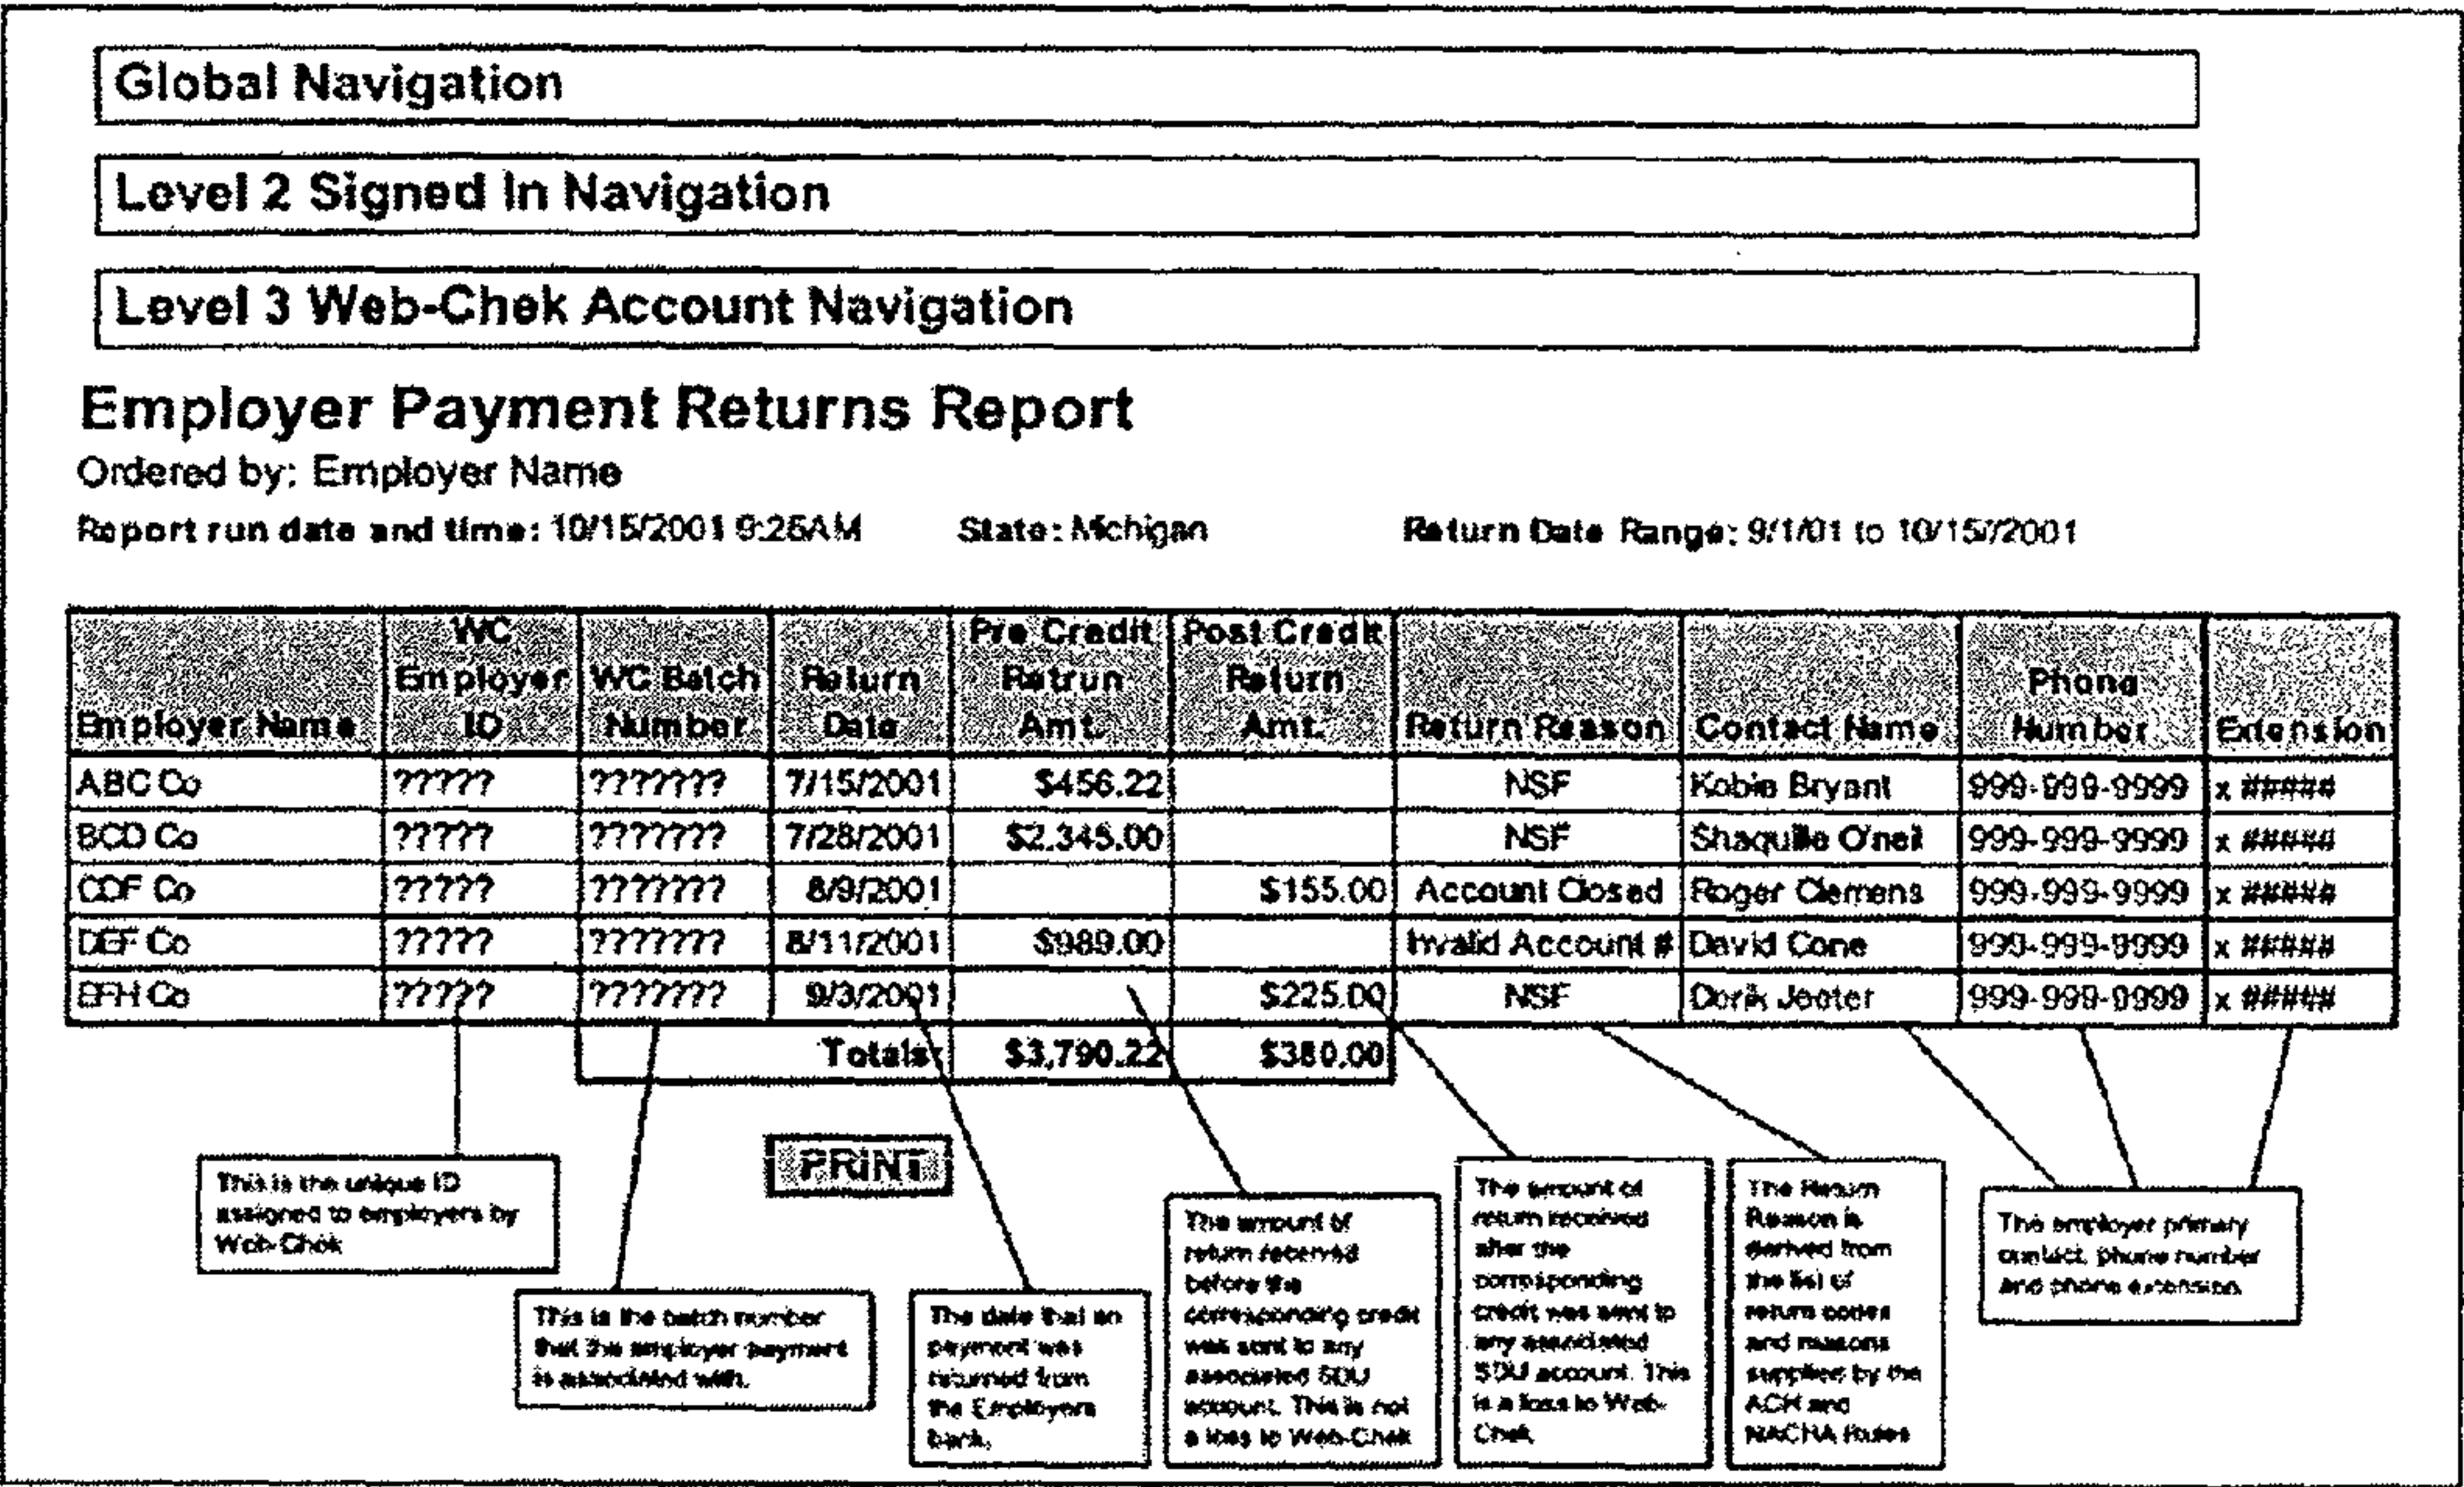 Global Navigation
Level 2 Signed In Navigation
Level 3 Web-Chek Account Navigation
Employer Payment Returns Report
Ordered by: Employer Name
Report run date and time: 10/15/2001 9:25AM State: Michigan Return Date Range: 9/1/01 to 10/15//2001
Employer Name WC Employer ID WC Batch Number Return Date Pre Credit Retrun Amt. Post Credit Return Amt. Return Reason Contact Name Phone Number Extension
ABC Co ????? ??????? 7/15/2001 $456.22 NSF Kobie Bryant 999-999-9999 x #####
BCD Co ????? ??????? 7/28/2001 $2,345.00 NSF Shaquille O'neil 999-999-9999 x #####
CDF Co ????? ??????? 8/9/2001 $155.00 Account Closed Roger Clemens 999-999-9999 x #####
DEF Co ????? ??????? 8/11/2001 $989.00 Invalid Account # David Cone 999-999-9999 x #####
EFH Co ????? ??????? 9/3/2001 $225.00 NSF Derik Jeeter 999-999-9999 x #####
Totals: $3,790.22 $380.00
PRINT
This is the unique ID
assigned to employers by
Web-Chek
This is the batch number
that the employer payment
is associated with.
The date that an
payment was
returned from
the Employers
bank.
The amount of
return received
before the
corresponding credit
was sent to any
associated SDU
account. This is not
a loss to Web-Chek
The amount of
return received
after the
corresponding
credit was sent to
any associated
SDU account. This
is a loss to Web-
Chek
The Return
Reason is
derived from
the list of
return codes
and reasons
supplied by the
ACH and
NACHA Rules
The employer primary
contact, phone number
and phone extension.